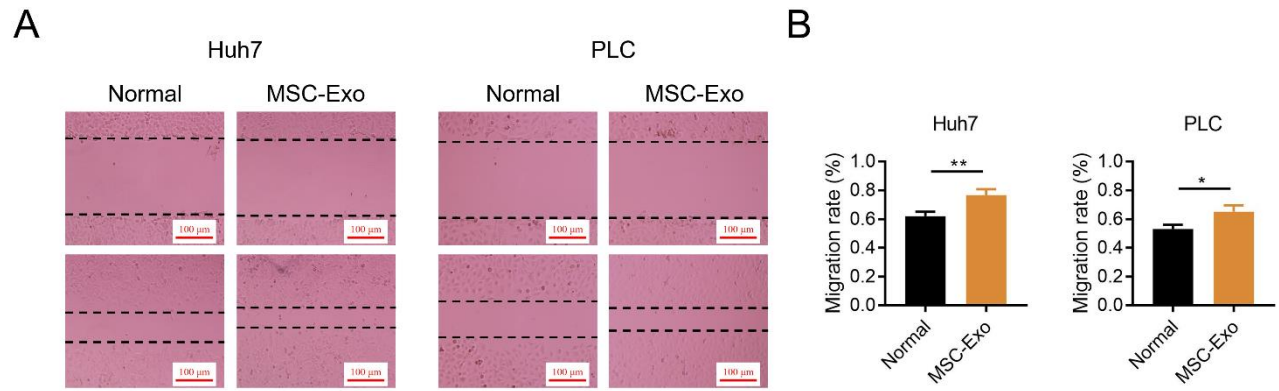 A
Huh7
PLC
Normal
MSC-Exo
Normal
MSC-Exo
100 μm
100 μm
100 μm
100 μm
100 μm
100 μm
100 μm
100 μm
B
Huh7
Migration rate (%)
1.0
0.8
0.6
0.4
0.2
0.0
**
Normal
MSC-Exo
PLC
Migration rate (%)
1.0
0.8
0.6
0.4
0.2
0.0
*
Normal
MSC-Exo